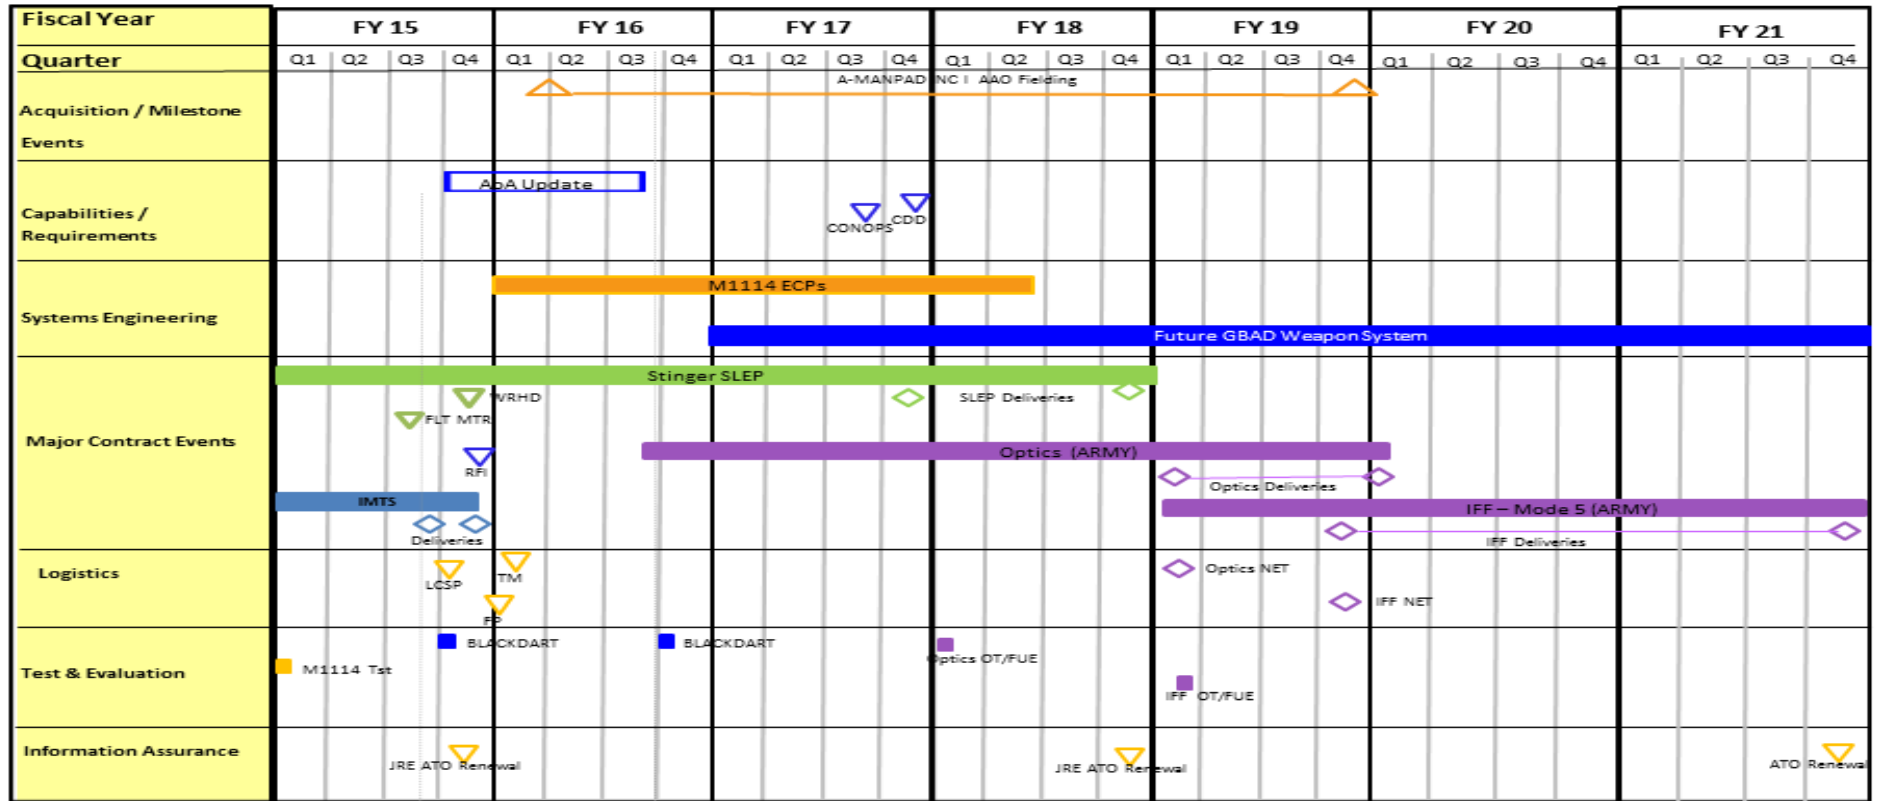 Fiscal Year
FY 15 FY 16 FY 17 FY 18 FY 19 FY 20 FY 21
Quarter
Q1 Q2 Q3 Q4 Q1 Q2 Q3 Q4 Q1 Q2 Q3 Q4 Q1 Q2 Q3 Q4 Q1 Q2 Q3 Q4 Q1 Q2 Q3 Q4 Q1 Q2 Q3 Q4
Acquisition / Milestone
Events
A-MANPAD INC I AAO Fielding
Capabilities /
Requirements
AoA Update
CONOPS
CDD
Systems Engineering
M1114 ECPs
Future GBAD Weapon System
Major Contract Events
Stinger SLEP
WRHD
SLEP Deliveries
FLT MTR
RFI
Optics (ARMY)
Optics Deliveries
IMTS
Deliveries
IFF – Mode 5 (ARMY)
IFF Deliveries
Logistics
LCSP
TM
FP
Optics NET
IFF NET
Test & Evaluation
BLACKDART
BLACKDART
M1114 Tst
Optics OT/FUE
IFF OT/FUE
Information Assurance
JRE ATO Renewal
JRE ATO Renewal
ATO Renewal